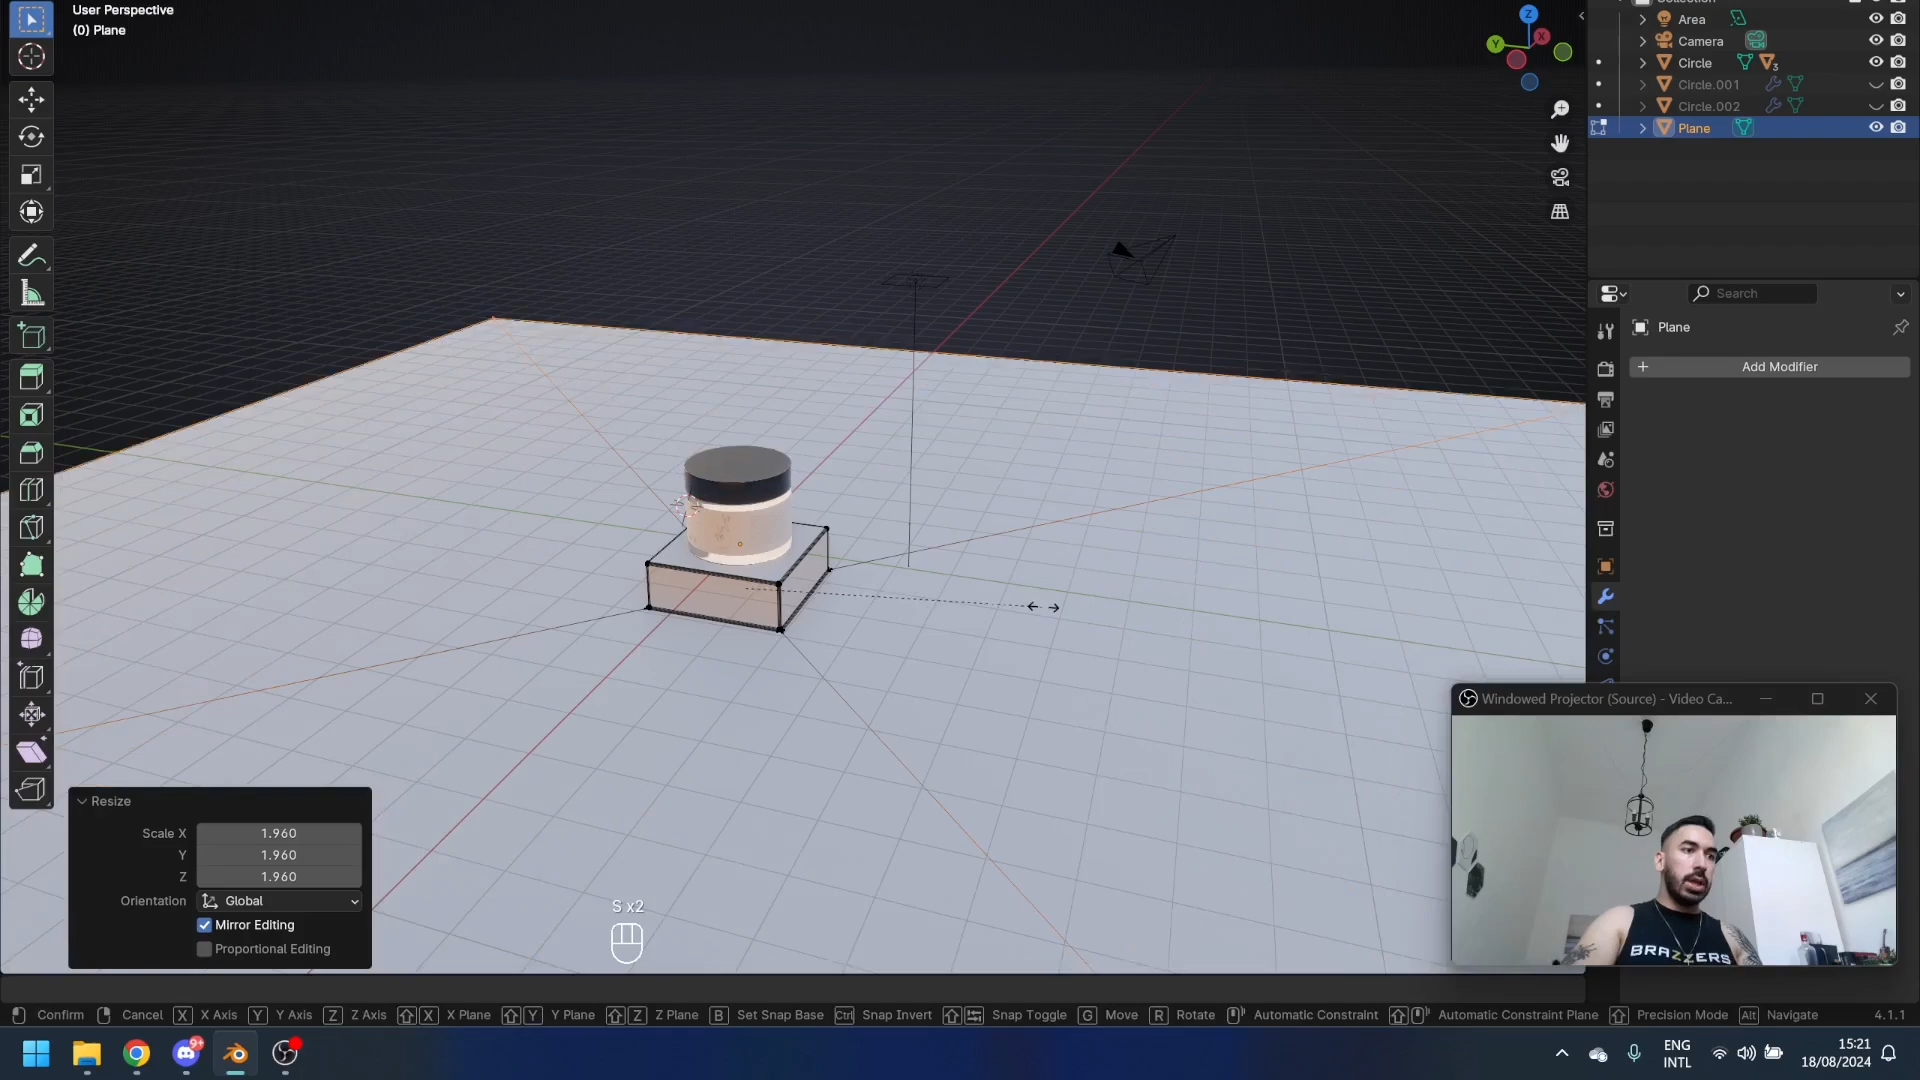 User Perspective
(0) Plane
Area
Camera
Circle
3
Circle.001
Circle.002
Plane
Z
Y
X
Search
Plane
Add Modifier
Windowed Projector (Source) - Video Ca...
BRAZZERS
Resize
Scale X 1.960
Y 1.960
Z 1.960
Orientation Global
Mirror Editing
Proportional Editing
S x2
Confirm Cancel X X Axis Y Y Axis Z Z Axis X X Plane Y Y Plane Z Z Plane B Set Snap Base Ctrl Snap Invert Snap Toggle G Move R Rotate Automatic Constraint Automatic Constraint Plane Precision Mode Alt Navigate 4.1.1
9+
ENG
INTL
15:21
18/08/2024